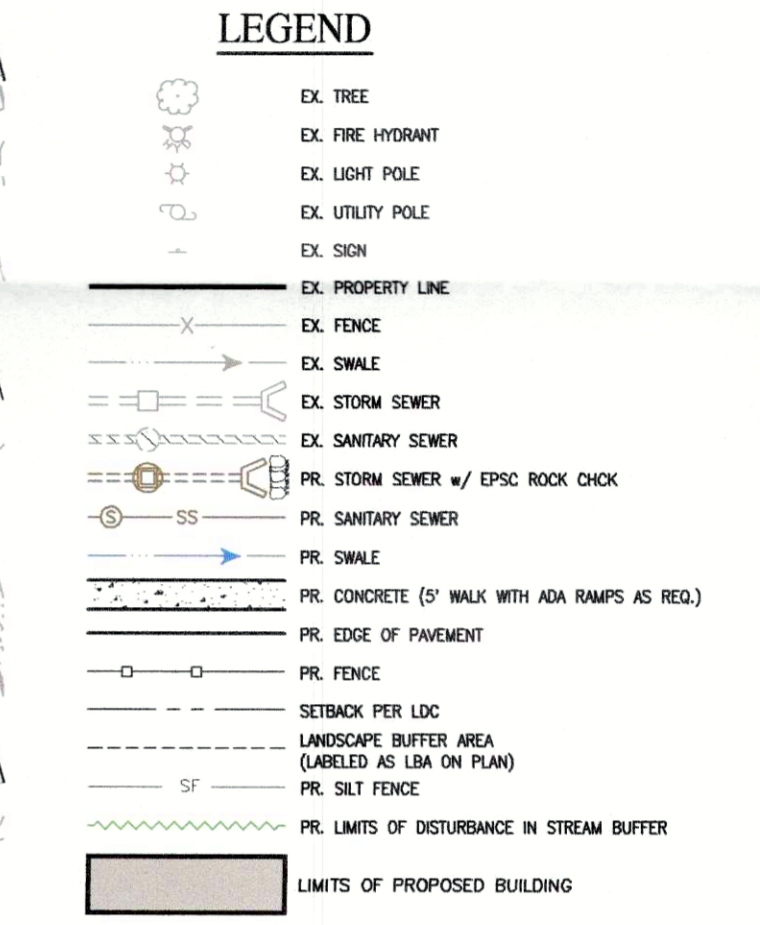 LEGEND
EX. TREE
EX. FIRE HYDRANT
EX. LIGHT POLE
EX. UTILITY POLE
EX. SIGN
EX. PROPERTY LINE
X EX. FENCE
EX. SWALE
EX. STORM SEWER
EX. SANITARY SEWER
PR. STORM SEWER w/ EPSC ROCK CHCK
S SS PR. SANITARY SEWER
PR. SWALE
PR. CONCRETE (5' WALK WITH ADA RAMPS AS REQ.)
PR. EDGE OF PAVEMENT
PR. FENCE
SETBACK PER LDC
LANDSCAPE BUFFER AREA
(LABELED AS LBA ON PLAN)
SF PR. SILT FENCE
PR. LIMITS OF DISTURBANCE IN STREAM BUFFER
LIMITS OF PROPOSED BUILDING